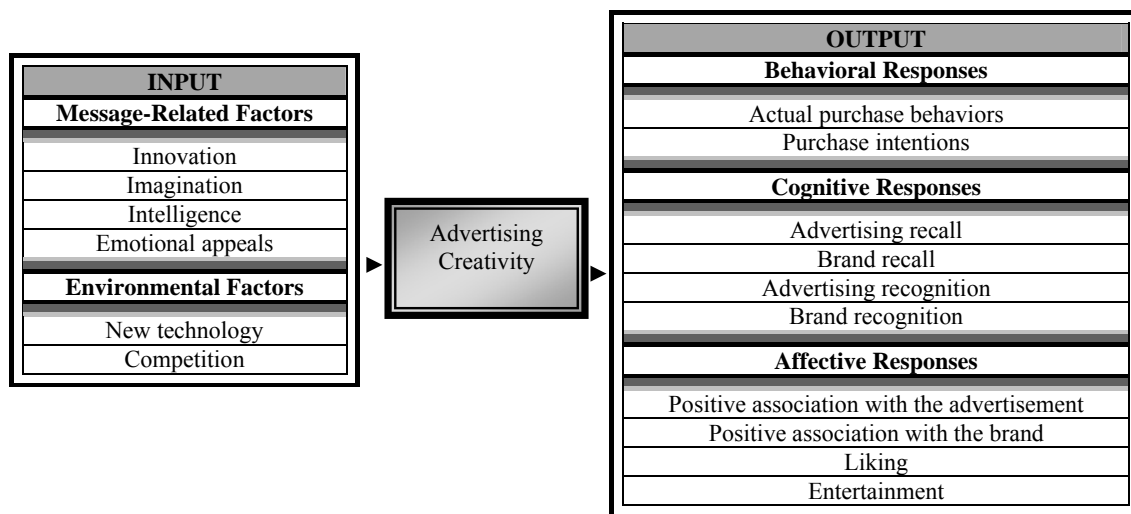 INPUT
Message-Related Factors
Innovation
Imagination
Intelligence
Emotional appeals
Environmental Factors
New technology
Competition
Advertising
Creativity
OUTPUT
Behavioral Responses
Actual purchase behaviors
Purchase intentions
Cognitive Responses
Advertising recall
Brand recall
Advertising recognition
Brand recognition
Affective Responses
Positive association with the advertisement
Positive association with the brand
Liking
Entertainment